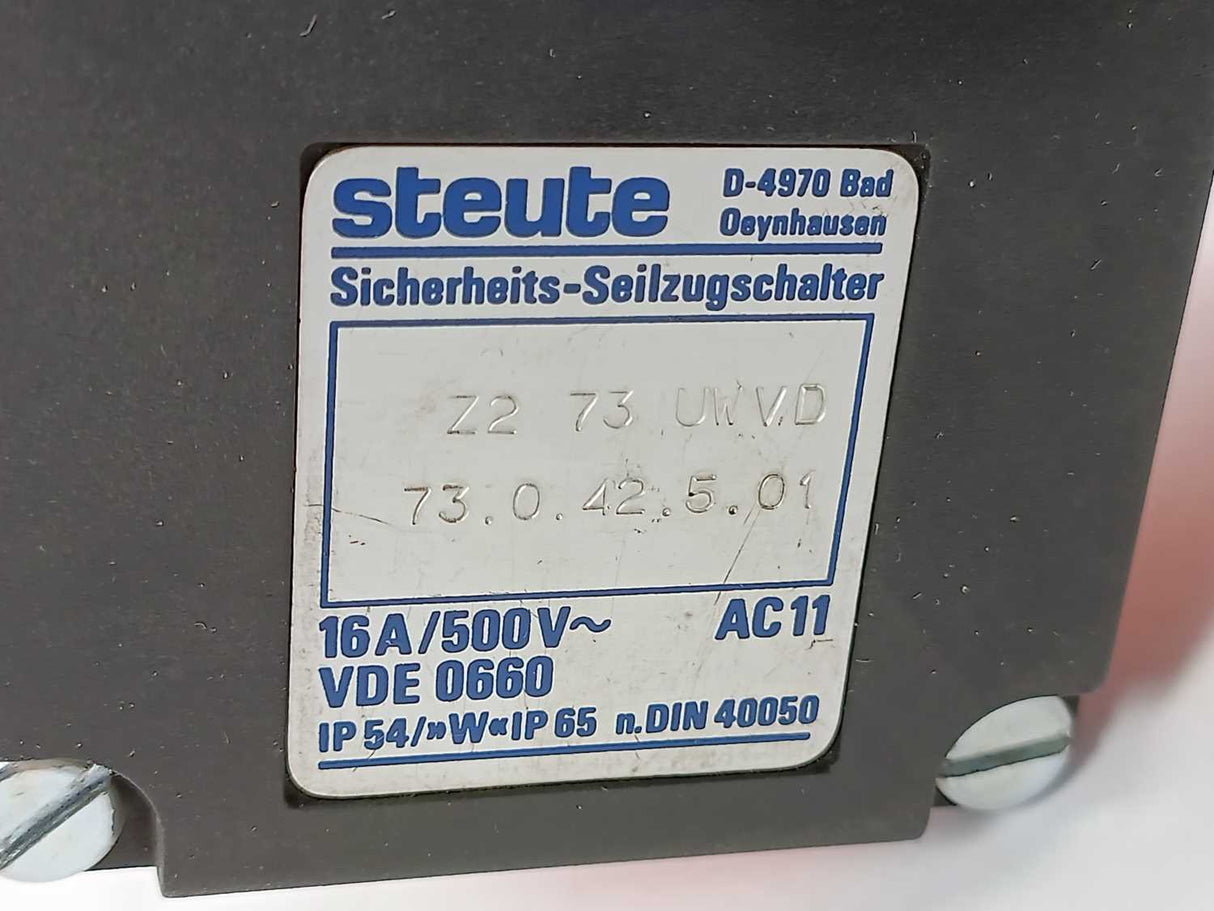 steute
D-4970 Bad
Oeynhausen
Sicherheits-Seilzugschalter
Z2 73 UWV.D
73.0.42.5.01
16A/500V~ AC11
VDE 0660
IP 54/»W«IP 65 n.DIN 40050